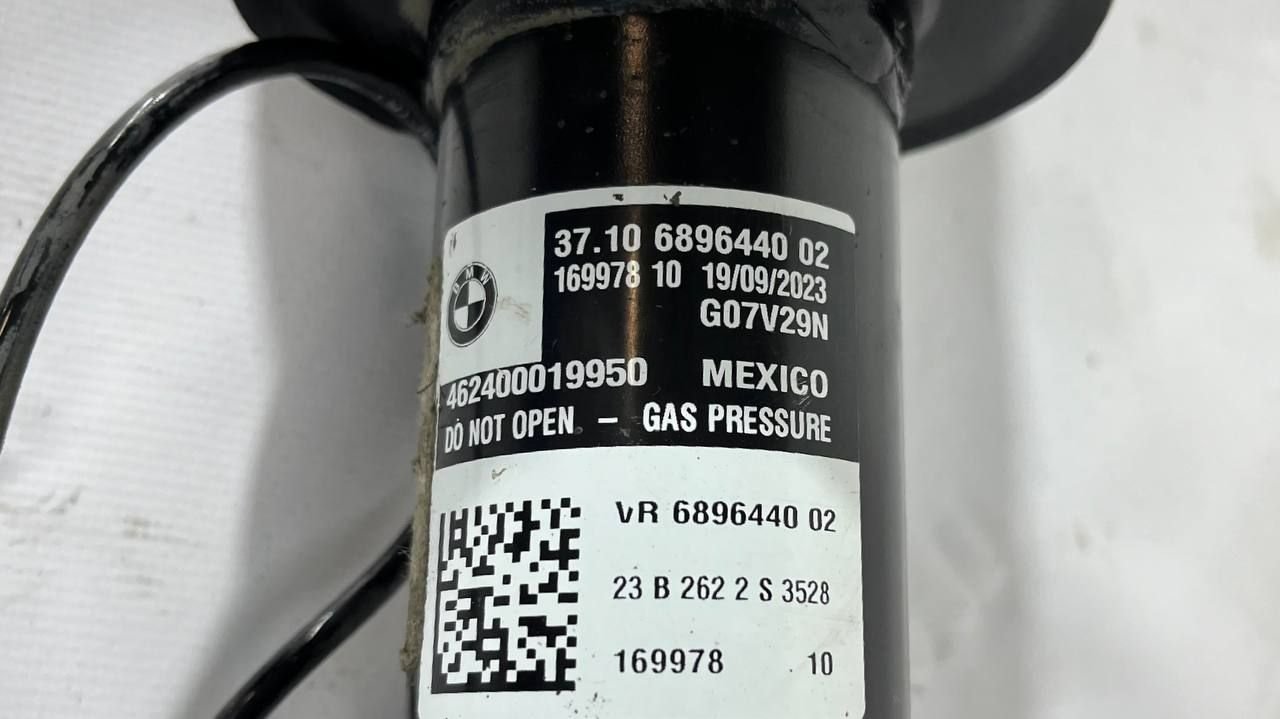 BMW
37.10 6896440 02
169978 10 19/09/2023
G07V29N
462400019950 MEXICO
DO NOT OPEN – GAS PRESSURE
VR 6896440 02
23 B 262 2 S 3528
169978 10